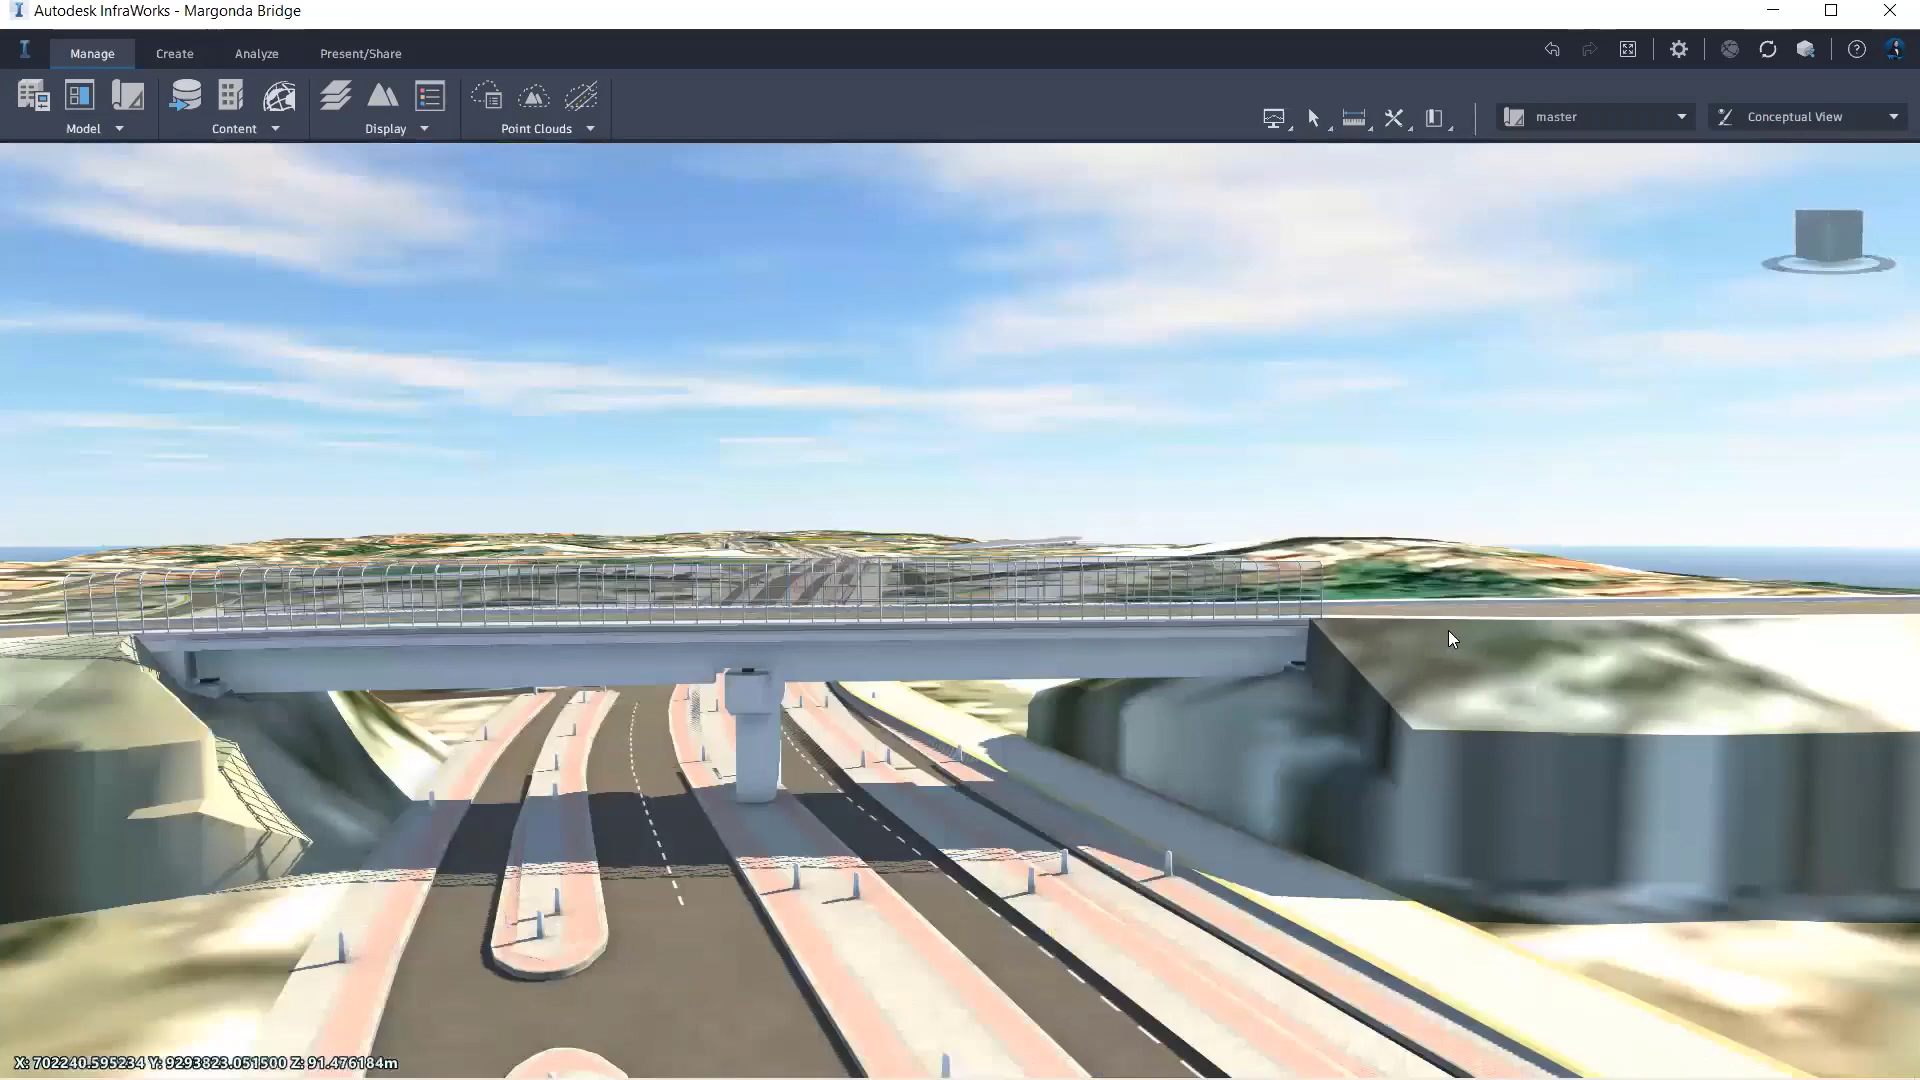 Autodesk InfraWorks - Margonda Bridge
Manage Create Analyze Present/Share
Model Content Display Point Clouds
master Conceptual View
X: 702240.595234 Y: 9293823.051500 Z: 91.476184m